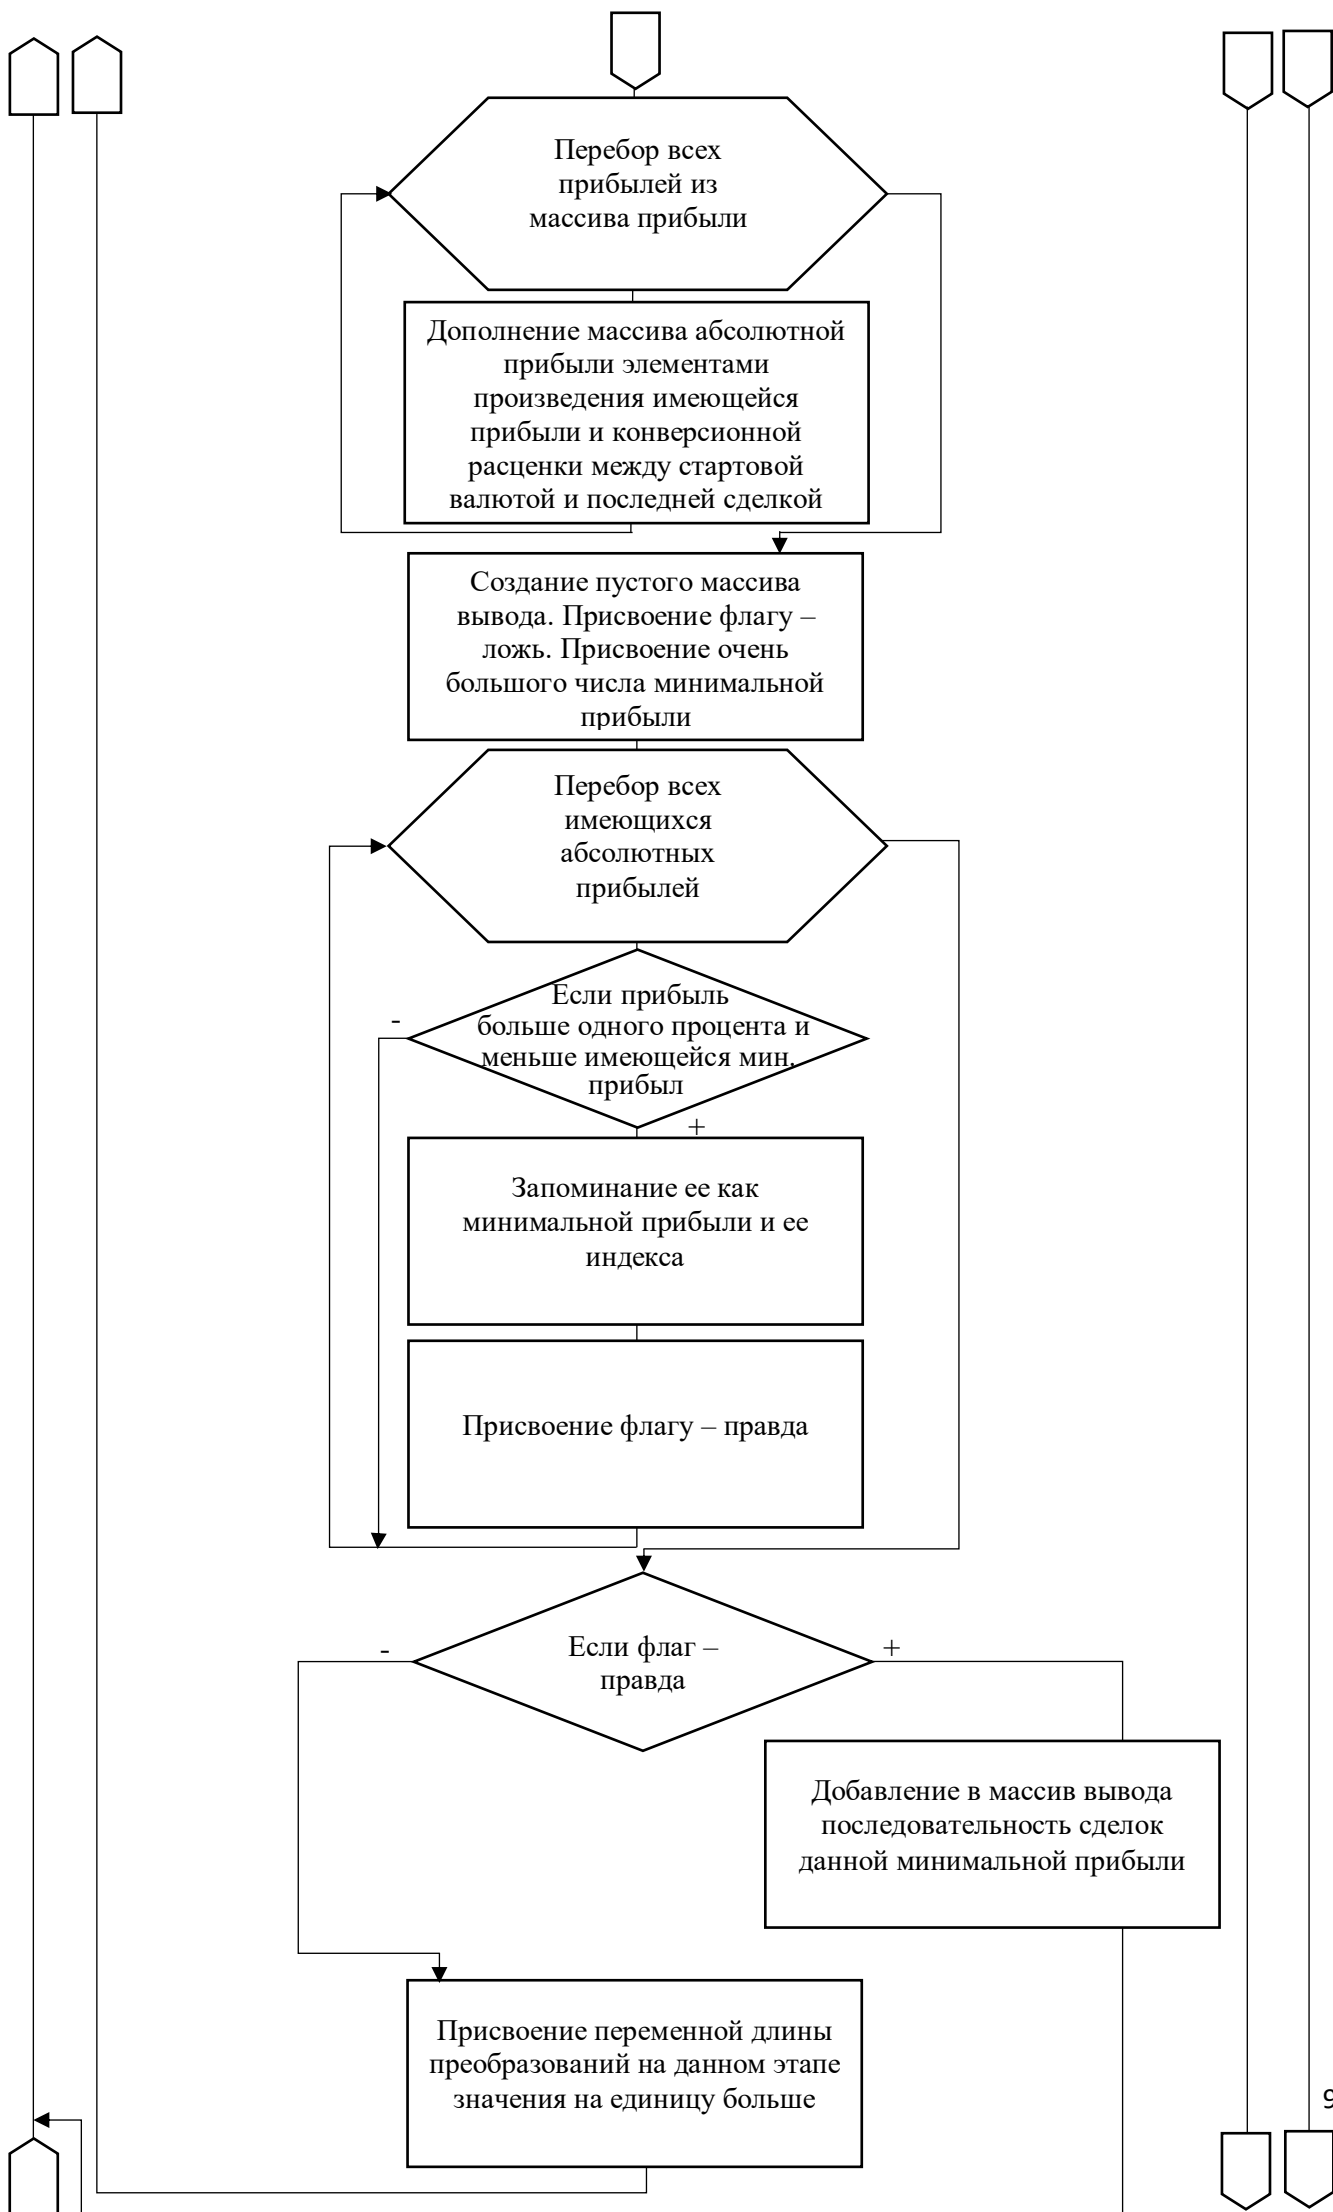 Перебор всех
прибылей из
массива прибыли
Дополнение массива абсолютной
прибыли элементами
произведения имеющейся
прибыли и конверсионной
расценки между стартовой
валютой и последней сделкой
Создание пустого массива
вывода. Присвоение флагу –
ложь. Присвоение очень
большого числа минимальной
прибыли
Перебор всех
имеющихся
абсолютных
прибылей
Если прибыль
больше одного процента и
меньше имеющейся мин.
прибыл
-
+
Запоминание ее как
минимальной прибыли и ее
индекса
Присвоение флагу – правда
-
Если флаг –
правда
+
Добавление в массив вывода
последовательность сделок
данной минимальной прибыли
Присвоение переменной длины
преобразований на данном этапе
значения на единицу больше
9